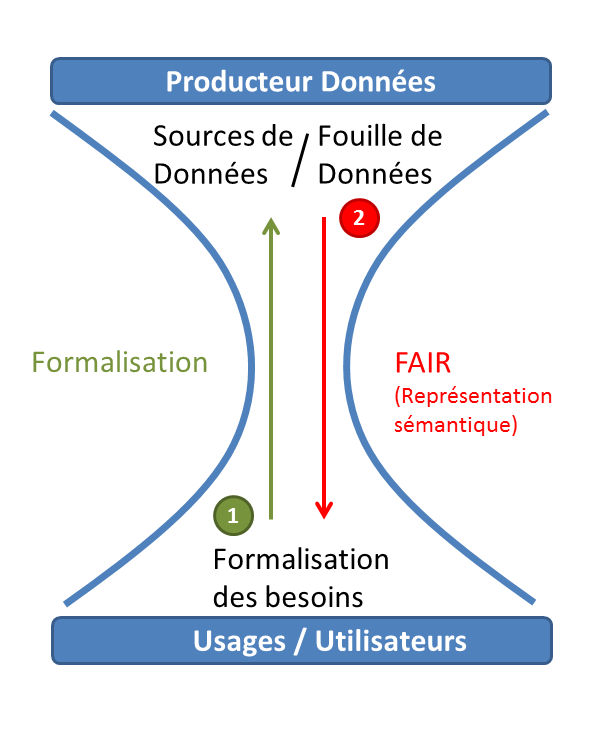 Producteur Données
Sources de
Données
/
Fouille de
Données
2
Formalisation
FAIR
(Représentation
sémantique)
1
Formalisation
des besoins
Usages / Utilisateurs